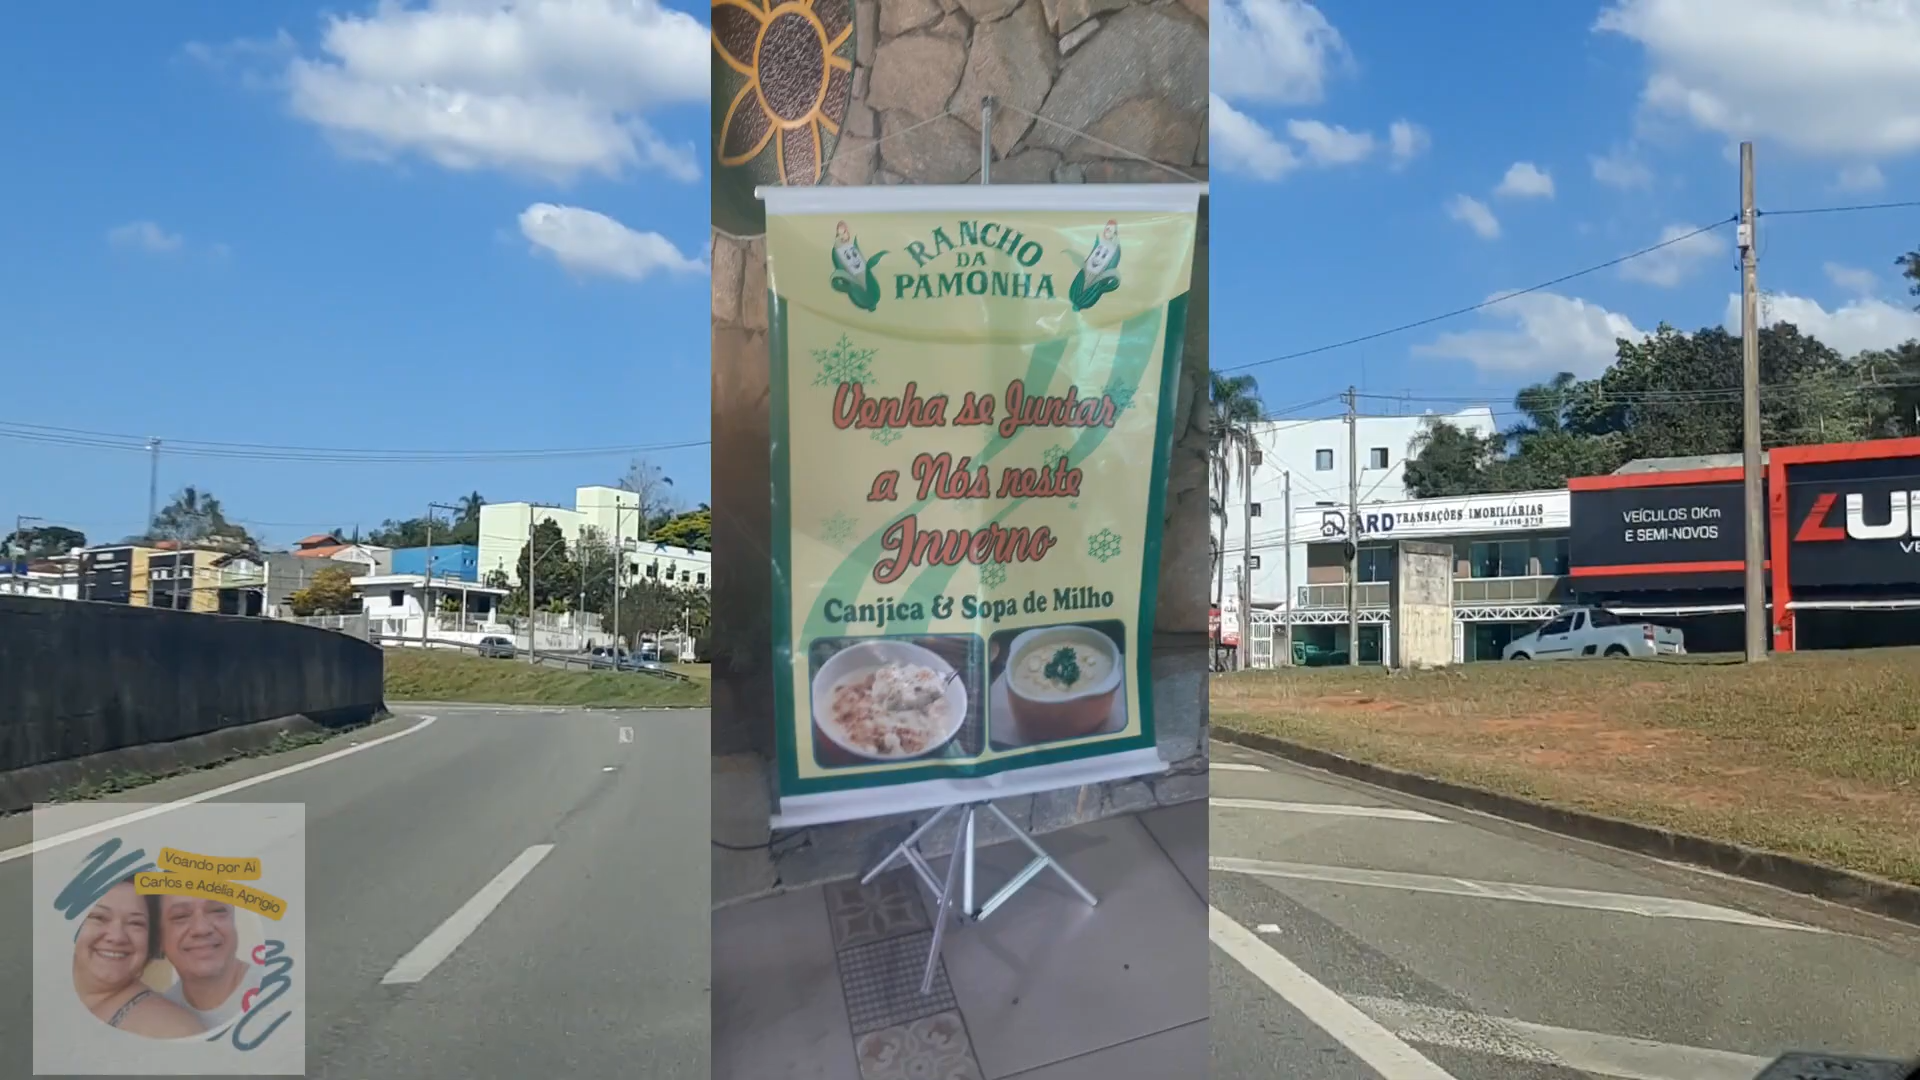 Voando por Ai
Carlos e Adélia Aprigio
RANCHO
DA
PAMONHA
Venha se Juntar
a Nós neste
Inverno
Canjica & Sopa de Milho
ARD TRANSAÇÕES IMOBILIÁRIAS
VEÍCULOS 0Km
E SEMI-NOVOS